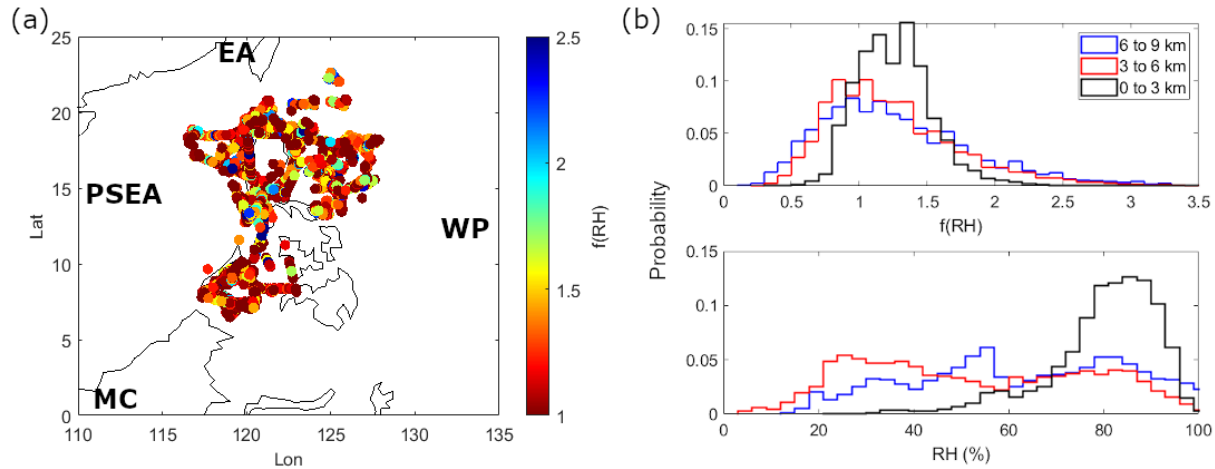 (a)
25
20
15
10
5
0
Lat
110
115
120
125
130
135
Lon
EA
PSEA
WP
MC
2.5
2
1.5
1
f(RH)
(b)
Probability
0.15
0.1
0.05
0
0
0.5
1
1.5
2
2.5
3
3.5
f(RH)
6 to 9 km
3 to 6 km
0 to 3 km
0.15
0.1
0.05
0
0
20
40
60
80
100
RH (%)